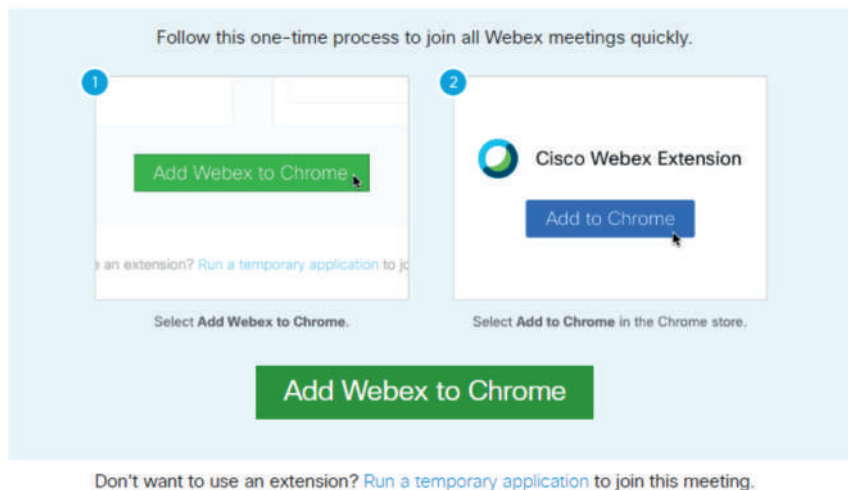 Follow this one-time process to join all Webex meetings quickly.
1
Add Webex to Chrome
an extension? Run a temporary application to
Select Add Webex to Chrome.
2
Cisco Webex Extension
Add to Chrome
Select Add to Chrome in the Chrome store.
Add Webex to Chrome
Don't want to use an extension? Run a temporary application to join this meeting.